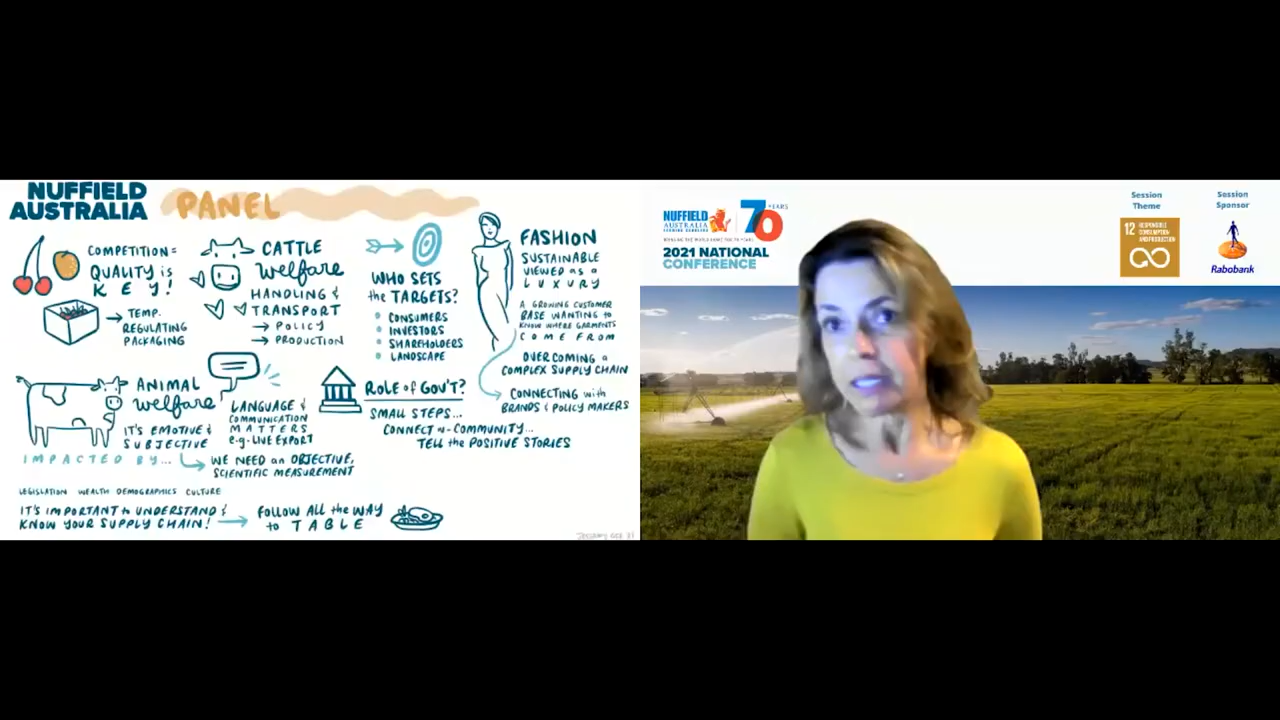 NUFFIELD
AUSTRALIA
PANEL
COMPETITION =
QUALITY is
KEY!
→ TEMP.
REGULATING
PACKAGING
CATTLE
welfare
HANDLING &
TRANSPORT
→ POLICY
→ PRODUCTION
WHO SETS
the TARGETS?
CONSUMERS
INVESTORS
SHAREHOLDERS
LANDSCAPE
FASHION
SUSTAINABLE
VIEWED as a
LUXURY
A GROWING CUSTOMER
BASE WANTING to
KNOW WHERE GARMENTS
COME FROM
OVERCOMING a
COMPLEX SUPPLY CHAIN
CONNECTING with
BRANDS & POLICY MAKERS
ANIMAL
welfare
IT'S EMOTIVE &
SUBJECTIVE
IMPACTED BY...
LANGUAGE &
COMMUNICATION
MATTERS
e.g - LIVE EXPORT
WE NEED an OBJECTIVE,
SCIENTIFIC MEASUREMENT
ROLE of GOV'T?
SMALL STEPS...
CONNECT w- COMMUNITY...
TELL the POSITIVE STORIES
LEGISLATION WEALTH DEMOGRAPHICS CULTURE
IT'S IMPORTANT to UNDERSTAND &
KNOW YOUR SUPPLY CHAIN! →
FOLLOW ALL the WAY
to TABLE
NUFFIELD
AUSTRALIA
70 YEARS
2021 NATIONAL
CONFERENCE
Session
Theme
12 RESPONSIBLE
CONSUMPTION
AND PRODUCTION
Session
Sponsor
Rabobank